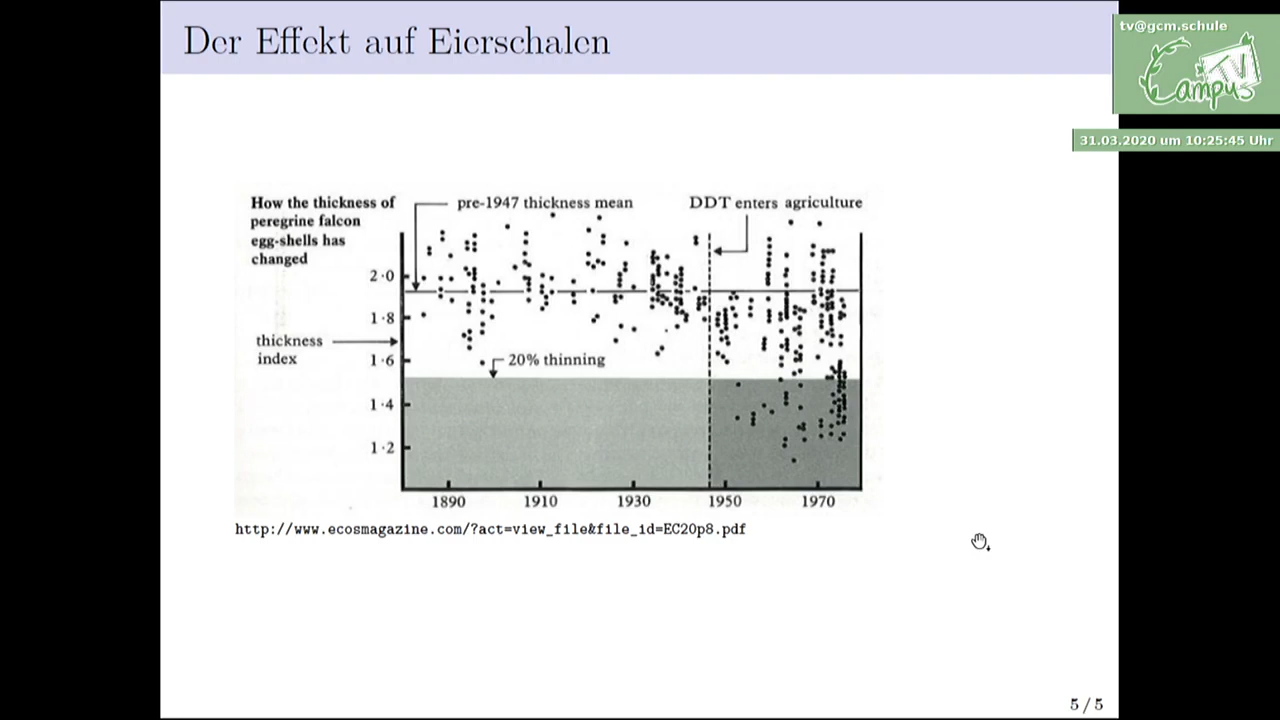 Der Effekt auf Eierschalen
tv@gcm.schule
Campus TV
31.03.2020 um 10:25:45 Uhr
How the thickness of
peregrine falcon
egg-shells has
changed
pre-1947 thickness mean
DDT enters agriculture
2·0
1·8
thickness
index
1·6
20% thinning
1·4
1·2
1890 1910 1930 1950 1970
http://www.ecosmagazine.com/?act=view_file&file_id=EC20p8.pdf
5 / 5